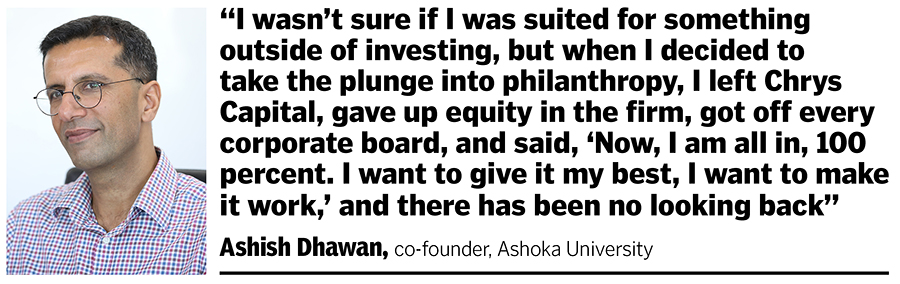 “I wasn’t sure if I was suited for something
outside of investing, but when I decided to
take the plunge into philanthropy, I left Chrys
Capital, gave up equity in the firm, got off every
corporate board, and said, ‘Now, I am all in, 100
percent. I want to give it my best, I want to make
it work,’ and there has been no looking back”
Ashish Dhawan, co-founder, Ashoka University